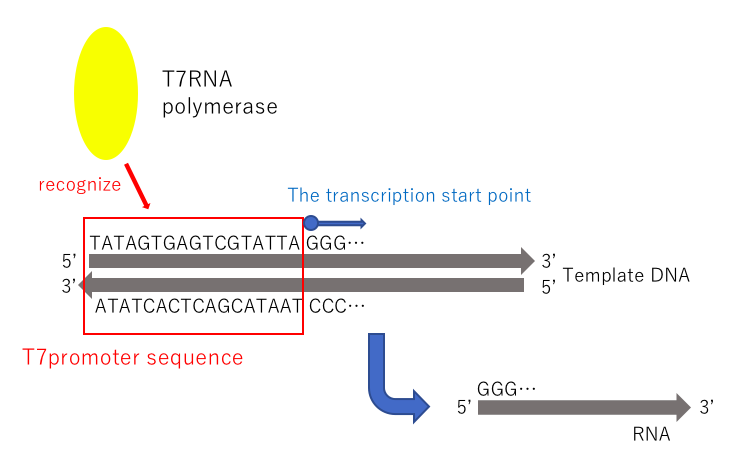 T7RNA
polymerase
recognize
The transcription start point
TATAGTGAGTCGTATTA GGG…
5’ 3’
Template DNA
3’ 5’
ATATCACTCAGCATAAT CCC…
T7promoter sequence
GGG…
5’ 3’
RNA